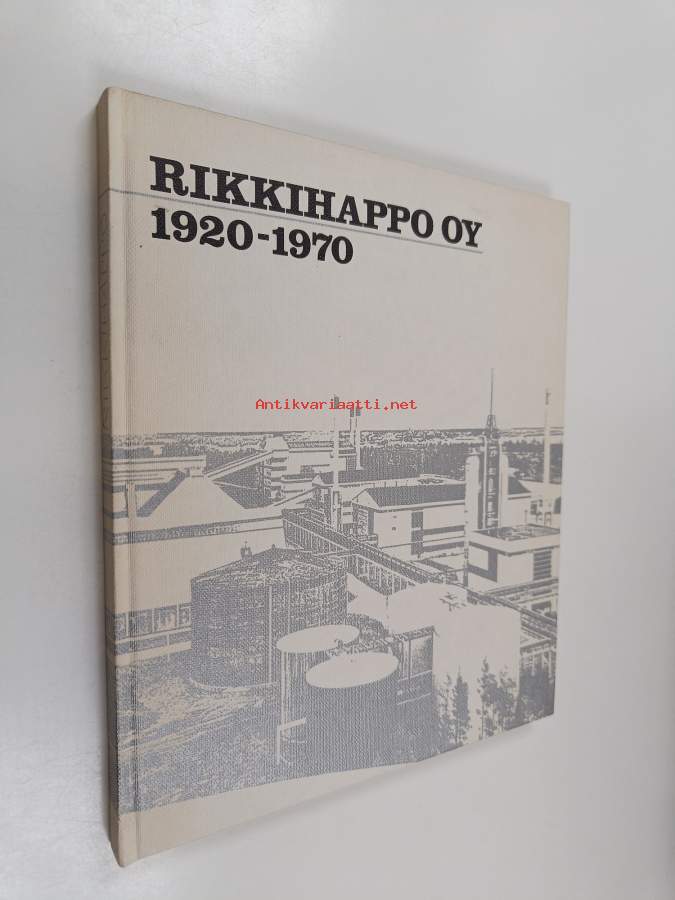 RIKKIHAPPO OY
1920-1970
Antikvariaatti.net